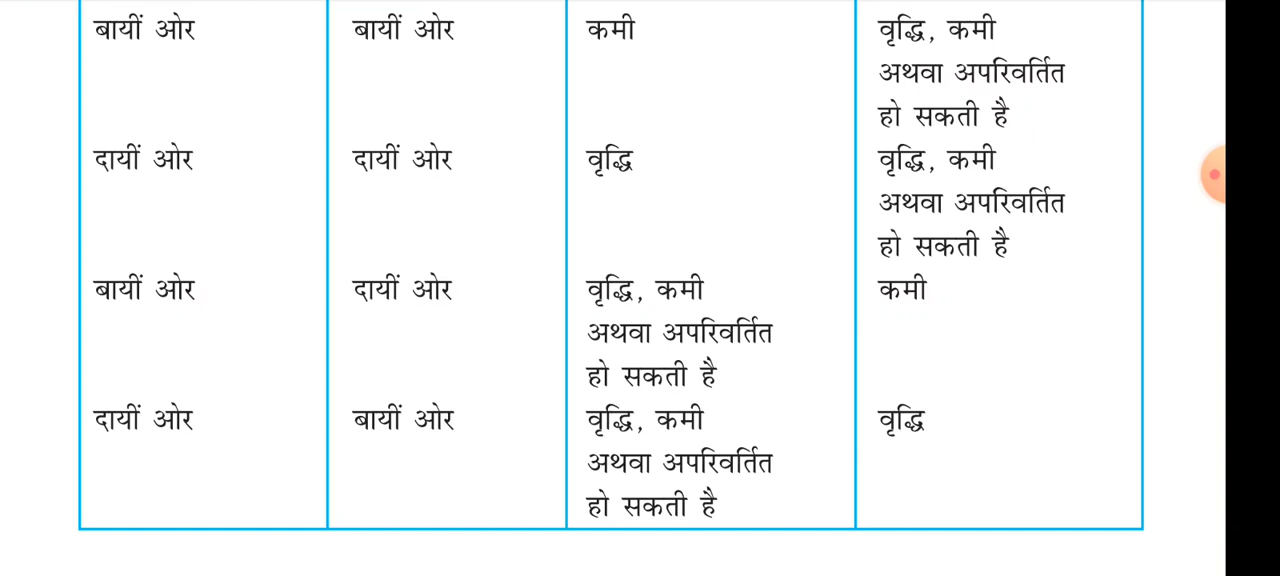 बायीं ओर बायीं ओर कमी वृद्धि, कमी
अथवा अपरिवर्तित
हो सकती है
दायीं ओर दायीं ओर वृद्धि वृद्धि, कमी
अथवा अपरिवर्तित
हो सकती है
बायीं ओर दायीं ओर वृद्धि, कमी कमी
अथवा अपरिवर्तित
हो सकती है
दायीं ओर बायीं ओर वृद्धि, कमी वृद्धि
अथवा अपरिवर्तित
हो सकती है